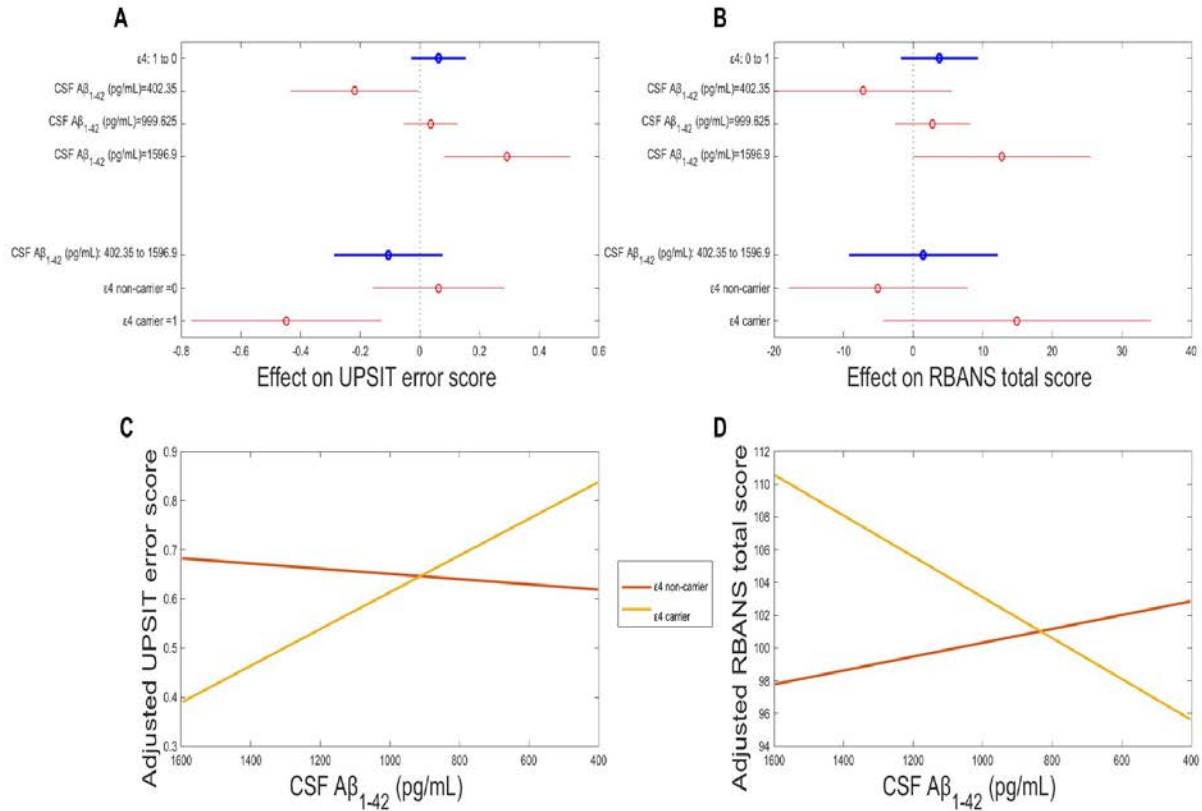 A
ε4: 1 to 0
CSF Aβ1-42 (pg/mL)=402.35
CSF Aβ1-42 (pg/mL)=999.625
CSF Aβ1-42 (pg/mL)=1596.9
CSF Aβ1-42 (pg/mL): 402.35 to 1596.9
ε4 non-carrier =0
ε4 carrier =1
-0.8 -0.6 -0.4 -0.2 0 0.2 0.4 0.6
Effect on UPSIT error score
B
ε4: 0 to 1
CSF Aβ1-42 (pg/mL)=402.35
CSF Aβ1-42 (pg/mL)=999.625
CSF Aβ1-42 (pg/mL)=1596.9
CSF Aβ1-42 (pg/mL): 402.35 to 1596.9
ε4 non-carrier
ε4 carrier
-20 -10 0 10 20 30 40
Effect on RBANS total score
C
Adjusted UPSIT error score
0.9
0.8
0.7
0.6
0.5
0.4
0.3
1600 1400 1200 1000 800 600 400
CSF Aβ1-42 (pg/mL)
ε4 non-carrier
ε4 carrier
D
Adjusted RBANS total score
112
110
108
106
104
102
100
98
96
94
1600 1400 1200 1000 800 600 400
CSF Aβ1-42 (pg/mL)